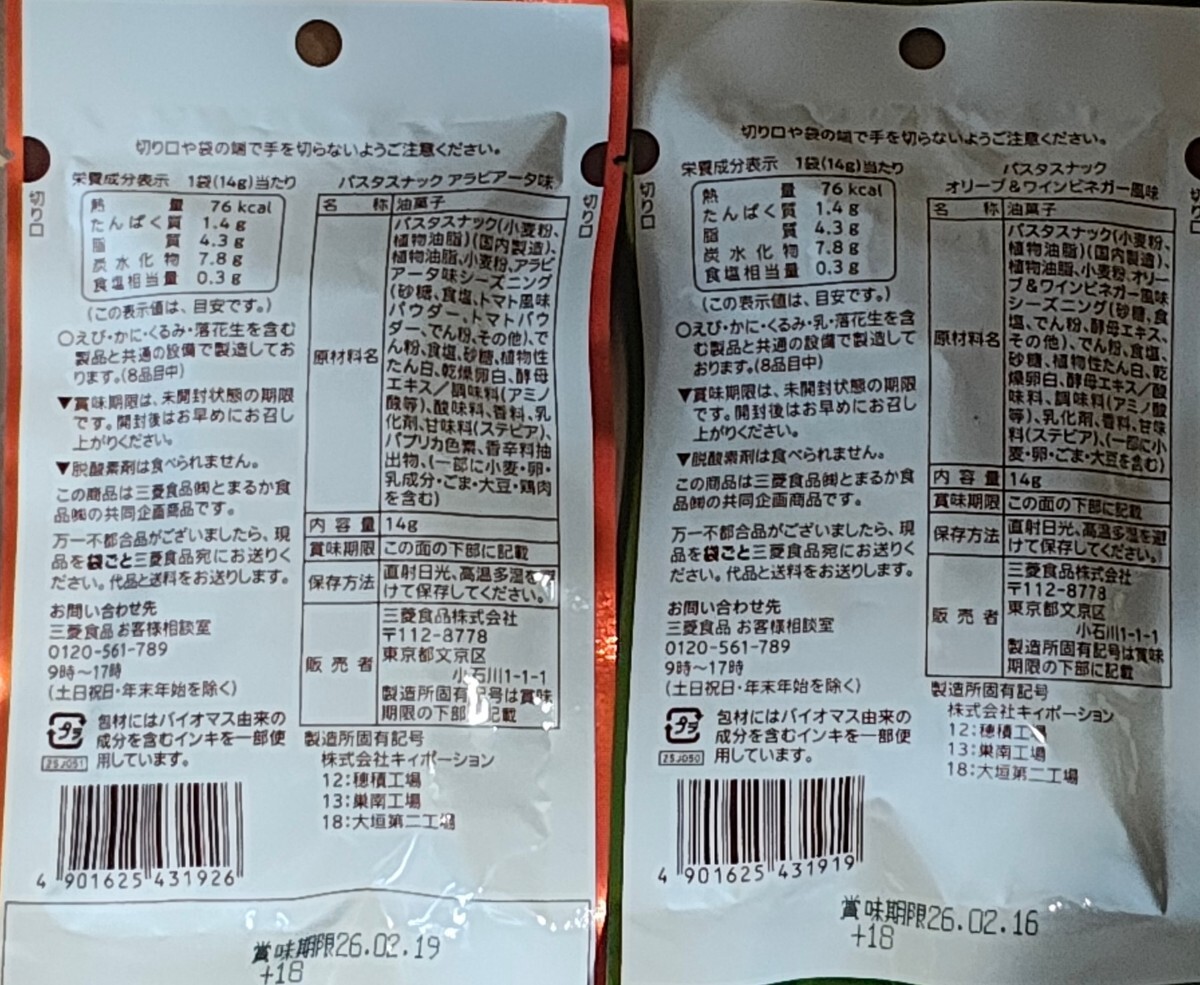 切り口や袋の端で手を切らないようご注意ください。
切り口
切り口
栄養成分表示 1袋(14g)当たり
熱量 76 kcal
たんぱく質 1.4 g
脂質 4.3 g
炭水化物 7.8 g
食塩相当量 0.3 g
(この表示値は、目安です。)
○えび・かに・くるみ・落花生を含む
製品と共通の設備で製造してお
ります。(8品目中)
▼賞味期限は、未開封状態の期限
です。開封後はお早めにお召し
上がりください。
▼脱酸素剤は食べられません。
この商品は三菱食品㈱とまるか食
品㈱の共同企画商品です。
万一不都合品がございましたら、現
品を袋ごと三菱食品宛にお送りく
ださい。代品と送料をお送りします。
お問い合わせ先
三菱食品 お客様相談室
0120-561-789
9時～17時
(土日祝日・年末年始を除く)
プラ
包材にはバイオマス由来の
成分を含むインキを一部使
用しています。
25J051
4 901625 431926
パスタスナック アラビアータ味
名称 油菓子
原材料名
パスタスナック(小麦粉、
植物油脂)(国内製造)、
植物油脂、小麦粉、アラビ
アータ味シーズニング
(砂糖、食塩、トマト風味
パウダー、トマトパウ
ダー、でん粉、その他)、で
ん粉、食塩、砂糖、植物性
たん白、乾燥卵白、酵母
エキス／調味料(アミノ
酸等)、酸味料、香料、乳
化剤、甘味料(ステビア)、
パプリカ色素、香辛料抽
出物、(一部に小麦・卵・
乳成分・ごま・大豆・鶏肉
を含む)
内容量 14g
賞味期限 この面の下部に記載
保存方法 直射日光、高温多湿を避
けて保存してください。
販売者
三菱食品株式会社
〒112-8778
東京都文京区
小石川1-1-1
製造所固有記号は賞味
期限の下部に記載
製造所固有記号
株式会社キィポーション
12:穂積工場
13:巣南工場
18:大垣第二工場
賞味期限26.02.19
+18
切り口や袋の端で手を切らないようご注意ください。
切り口
切り口
栄養成分表示 1袋(14g)当たり
熱量 76 kcal
たんぱく質 1.4 g
脂質 4.3 g
炭水化物 7.8 g
食塩相当量 0.3 g
(この表示値は、目安です。)
○えび・かに・くるみ・乳・落花生を含
む製品と共通の設備で製造して
おります。(8品目中)
▼賞味期限は、未開封状態の期限
です。開封後はお早めにお召し
上がりください。
▼脱酸素剤は食べられません。
この商品は三菱食品㈱とまるか食
品㈱の共同企画商品です。
万一不都合品がございましたら、現
品を袋ごと三菱食品宛にお送りく
ださい。代品と送料をお送りします。
お問い合わせ先
三菱食品 お客様相談室
0120-561-789
9時～17時
(土日祝日・年末年始を除く)
プラ
包材にはバイオマス由来の
成分を含むインキを一部使
用しています。
25J050
4 901625 431919
パスタスナック
オリーブ＆ワインビネガー風味
名称 油菓子
原材料名
パスタスナック(小麦粉、
植物油脂)(国内製造)、
植物油脂、小麦粉、オリー
ブ＆ワインビネガー風味
シーズニング(砂糖、食
塩、でん粉、酵母エキス、
その他)、でん粉、食塩、
砂糖、植物性たん白、乾
燥卵白、酵母エキス／酸
味料、調味料(アミノ酸
等)、乳化剤、香料、甘味
料(ステビア)、(一部に小
麦・卵・ごま・大豆を含む)
内容量 14g
賞味期限 この面の下部に記載
保存方法 直射日光、高温多湿を避
けて保存してください。
販売者
三菱食品株式会社
〒112-8778
東京都文京区
小石川1-1-1
製造所固有記号は賞味
期限の下部に記載
製造所固有記号
株式会社キィポーション
12:穂積工場
13:巣南工場
18:大垣第二工場
賞味期限26.02.16
+18